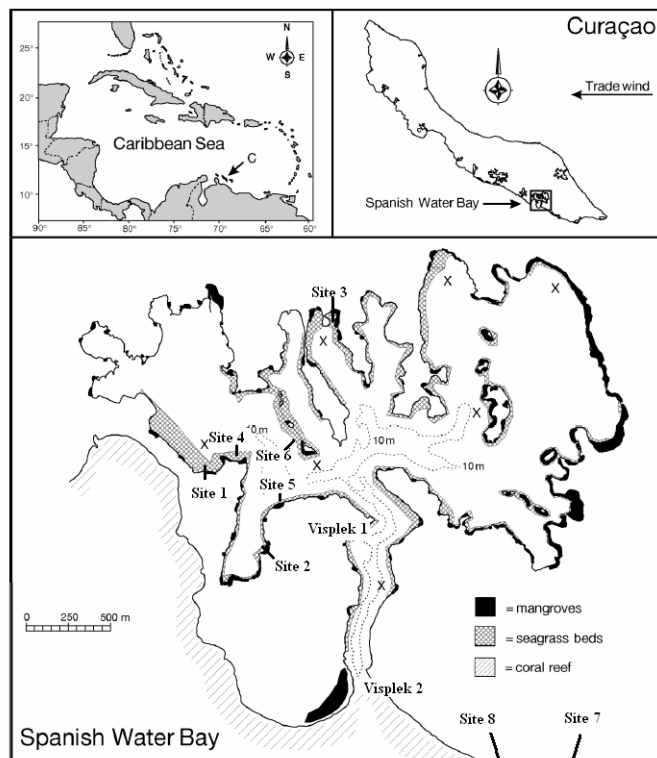 N
W E
S
25°
20°
15°
10°
90° 85° 80° 75° 70° 65° 60°
Caribbean Sea
C
Curaçao
Trade wind
Spanish Water Bay
Site 3
X
X
X
X
X
X
X
Site 4
10m
10m
10m
Site 6
Site 1
Site 5
Visplek 1
Site 2
0 250 500 m
= mangroves
= seagrass beds
= coral reef
Visplek 2
Site 8
Site 7
Spanish Water Bay